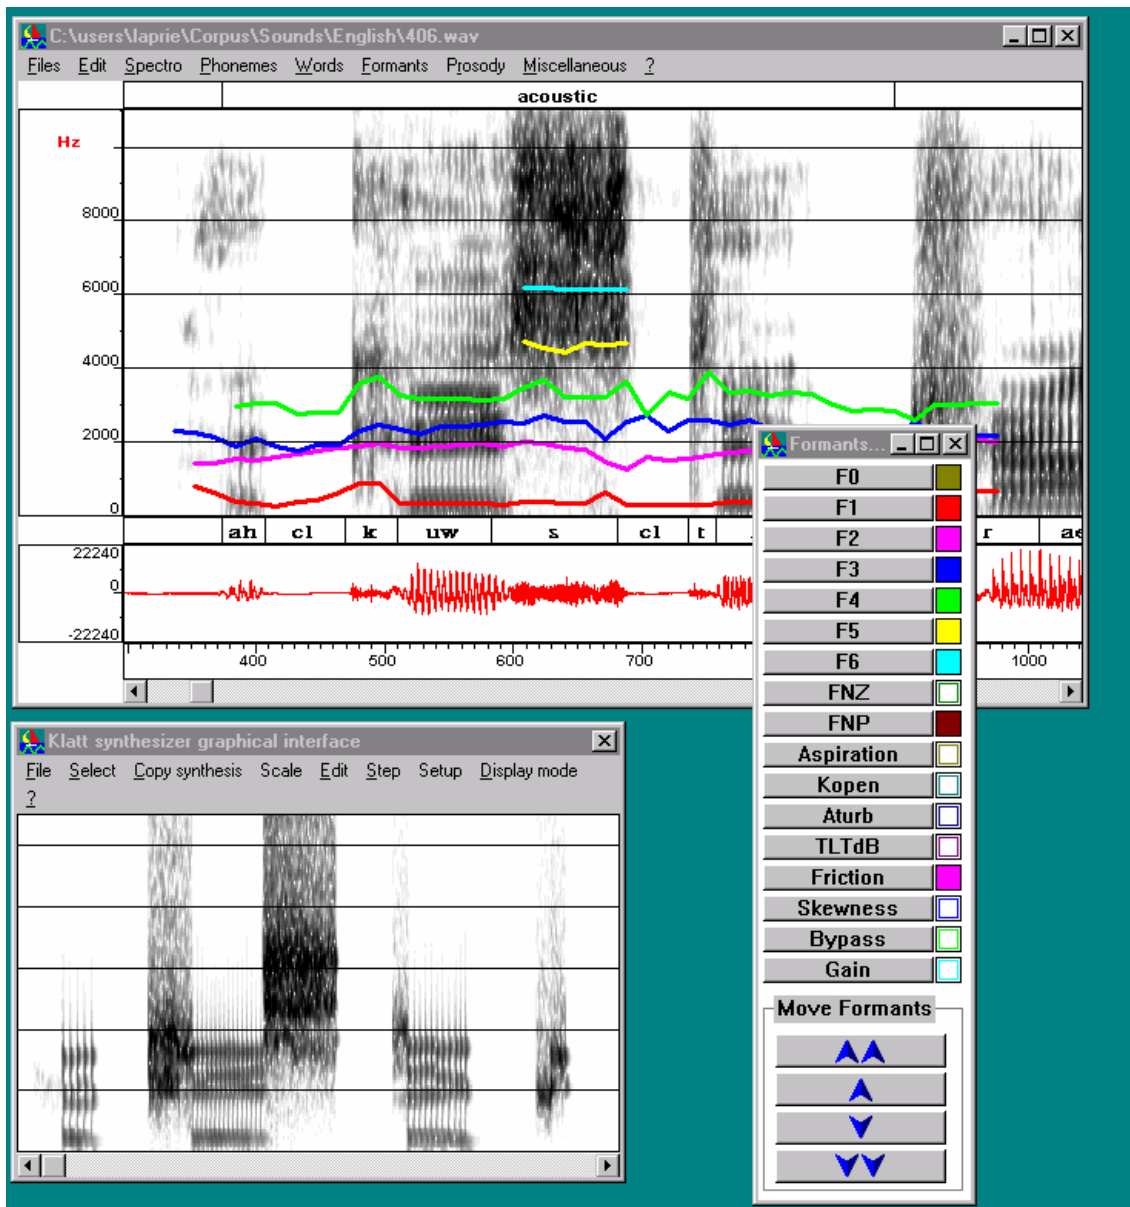 C:\users\laprie\Corpus\Sounds\English\406.wav
Files Edit Spectro Phonemes Words Formants Prosody Miscellaneous ?
acoustic
Hz
8000
6000
4000
2000
0
ah cl k uw s cl t r
22240
0
-22240
400 500 600 700 1000
Formants...
F0
F1
F2
F3
F4
F5
F6
FNZ
FNP
Aspiration
Kopen
Aturb
TLTdB
Friction
Skewness
Bypass
Gain
Move Formants
Klatt synthesizer graphical interface
File Select Copy synthesis Scale Edit Step Setup Display mode
?